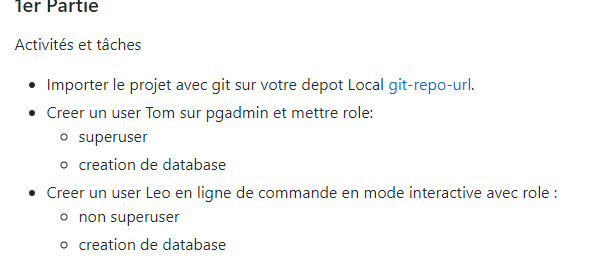 1er Partie
Activités et tâches
Importer le projet avec git sur votre depot Local git-repo-url.
Creer un user Tom sur pgadmin et mettre role:
superuser
creation de database
Creer un user Leo en ligne de commande en mode interactive avec role :
non superuser
creation de database